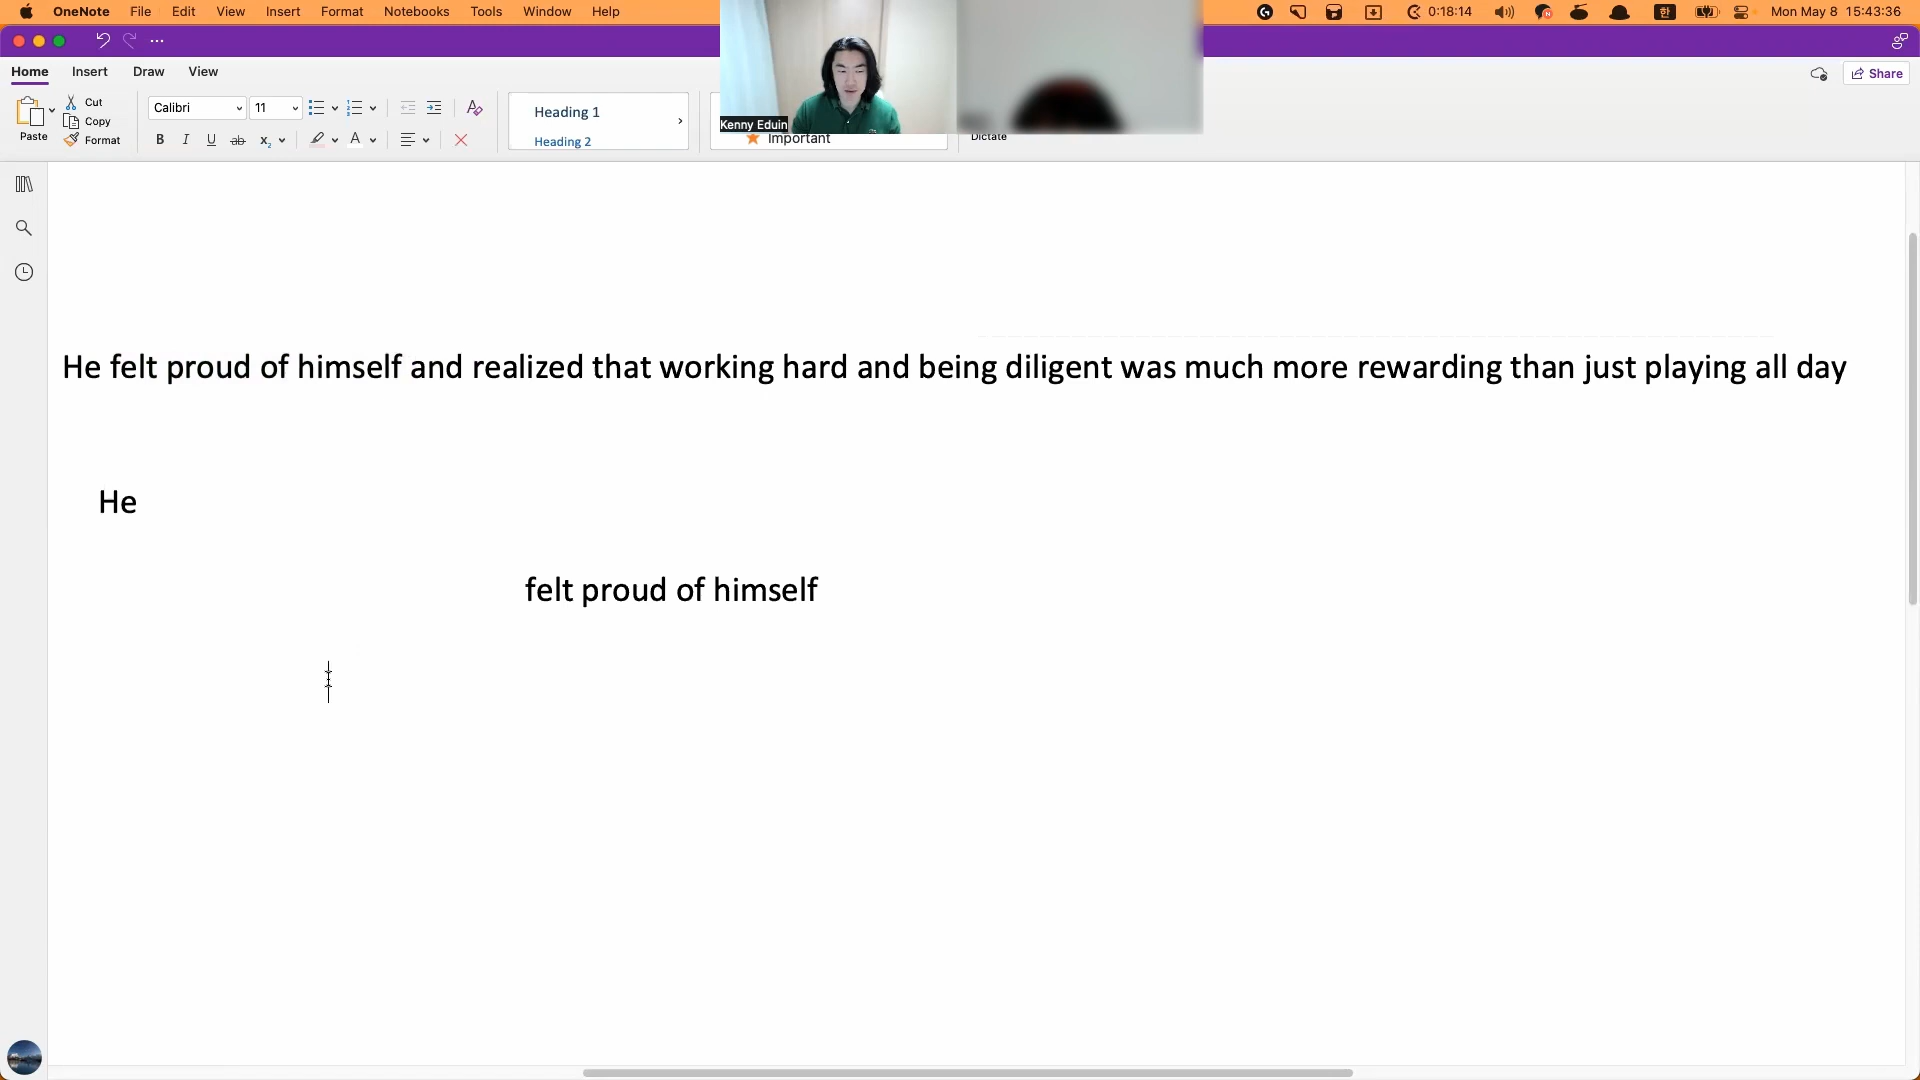 OneNote File Edit View Insert Format Notebooks Tools Window Help 0:18:14 한 Mon May 8 15:43:36
Home Insert Draw View Share
Paste Cut Calibri 11 Heading 1
Copy
Format B I U ab x₂ A Heading 2 Important Dictate
Kenny Eduin
He felt proud of himself and realized that working hard and being diligent was much more rewarding than just playing all day
He
felt proud of himself